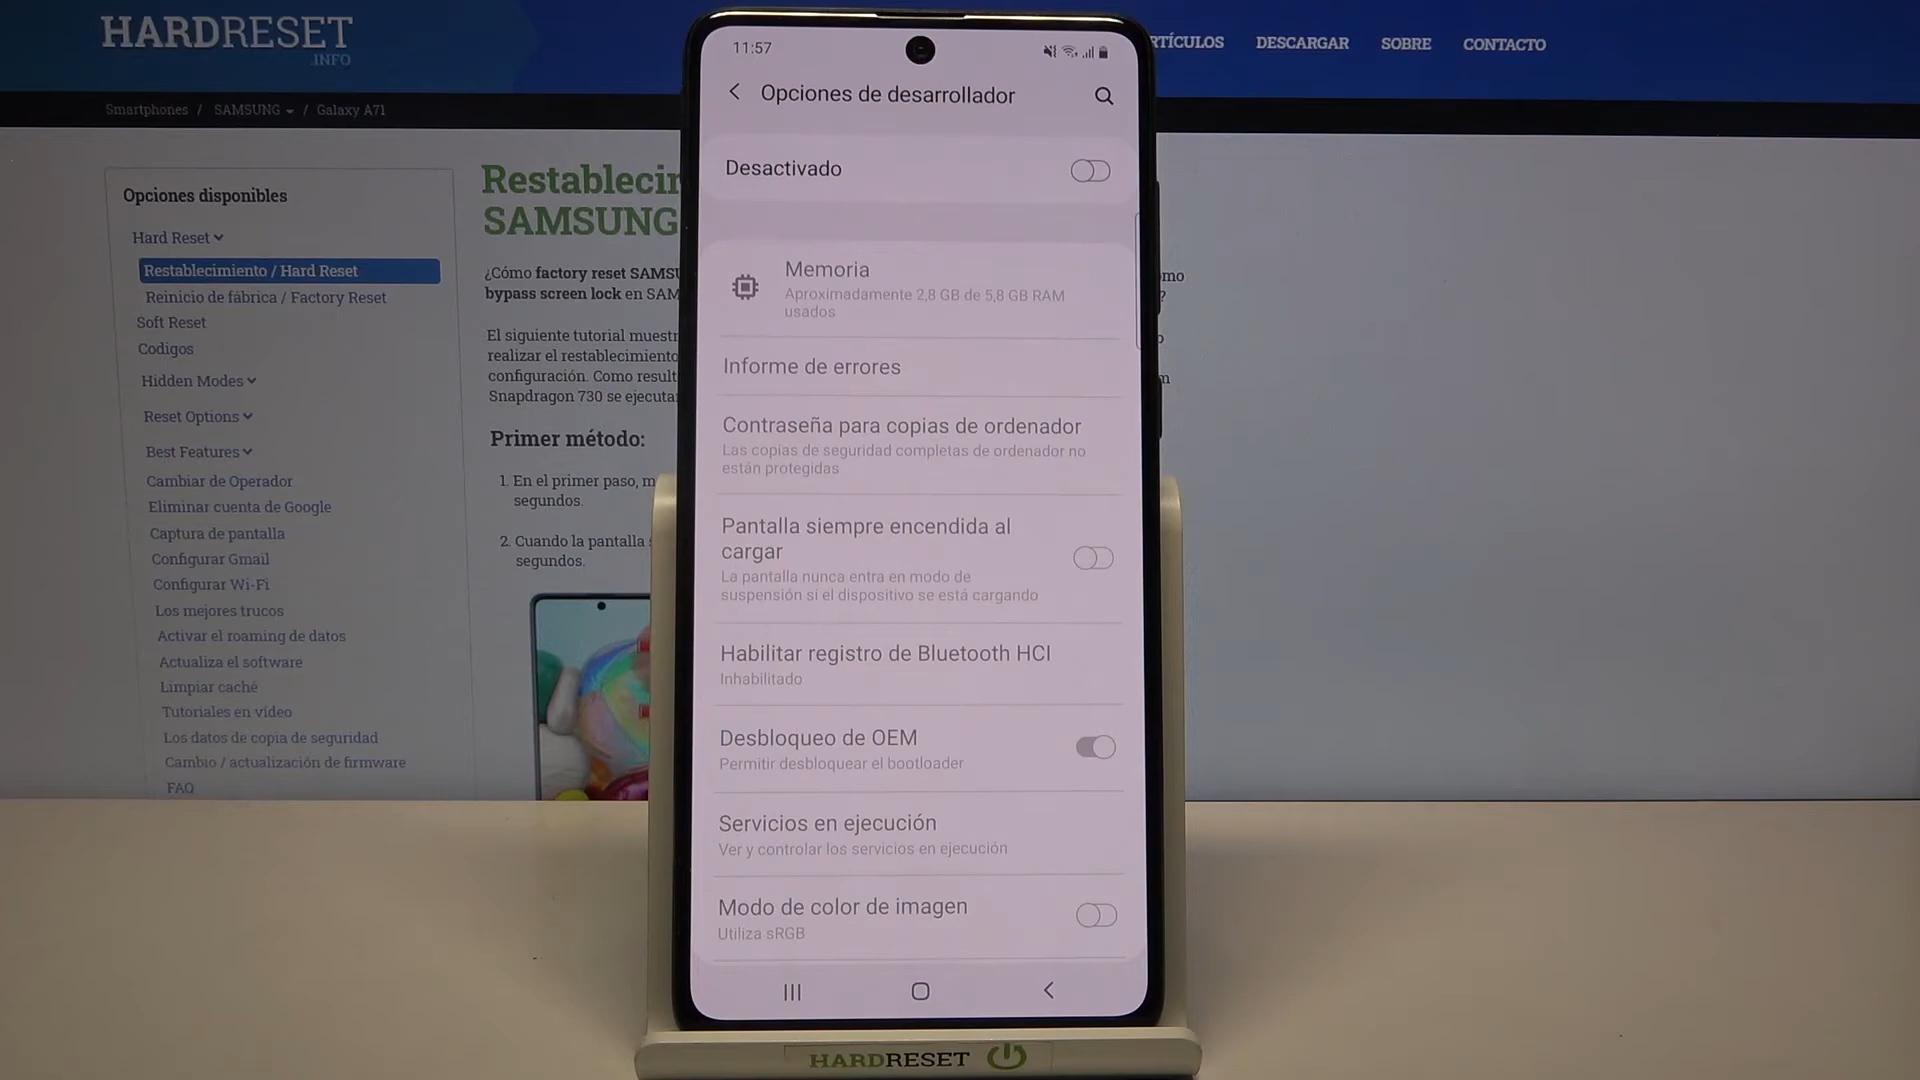 HARDRESET
.INFO
RTÍCULOS DESCARGAR SOBRE CONTACTO
Smartphones / SAMSUNG / Galaxy A71
Opciones disponibles
Hard Reset
Restablecimiento / Hard Reset
Reinicio de fábrica / Factory Reset
Soft Reset
Codigos
Hidden Modes
Reset Options
Best Features
Cambiar de Operador
Eliminar cuenta de Google
Captura de pantalla
Configurar Gmail
Configurar Wi-Fi
Los mejores trucos
Activar el roaming de datos
Actualiza el software
Limpiar caché
Tutoriales en vídeo
Los datos de copia de seguridad
Cambio / actualización de firmware
FAQ
Restablecir
SAMSUNG
¿Cómo factory reset SAMSU
bypass screen lock en SAM
El siguiente tutorial muestr
realizar el restablecimiento
configuración. Como result
Snapdragon 730 se ejecuta
Primer método:
1. En el primer paso, m
segundos.
2. Cuando la pantalla s
segundos.
11:57
Opciones de desarrollador
Desactivado
Memoria
Aproximadamente 2,8 GB de 5,8 GB RAM
usados
Informe de errores
Contraseña para copias de ordenador
Las copias de seguridad completas de ordenador no
están protegidas
Pantalla siempre encendida al
cargar
La pantalla nunca entra en modo de
suspensión si el dispositivo se está cargando
Habilitar registro de Bluetooth HCI
Inhabilitado
Desbloqueo de OEM
Permitir desbloquear el bootloader
Servicios en ejecución
Ver y controlar los servicios en ejecución
Modo de color de imagen
Utiliza sRGB
mo
?
HARDRESET